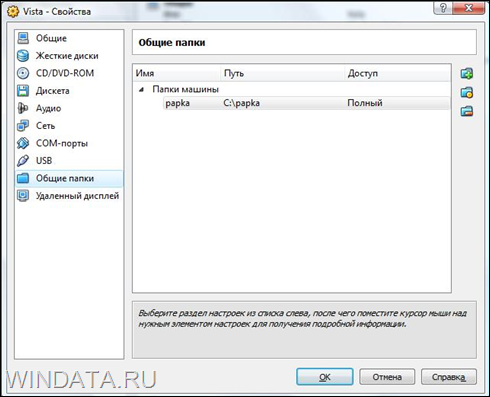 Vista - Свойства
Общие
Жесткие диски
CD/DVD-ROM
Дискета
Аудио
Сеть
COM-порты
USB
Общие папки
Удаленный дисплей
Общие папки
Имя Путь Доступ
Папки машины
papka C:\papka Полный
Выберите раздел настроек из списка слева, после чего поместите курсор мыши над
нужным элементом настроек для получения подробной информации.
OK Отмена Справка
WINDATA.RU